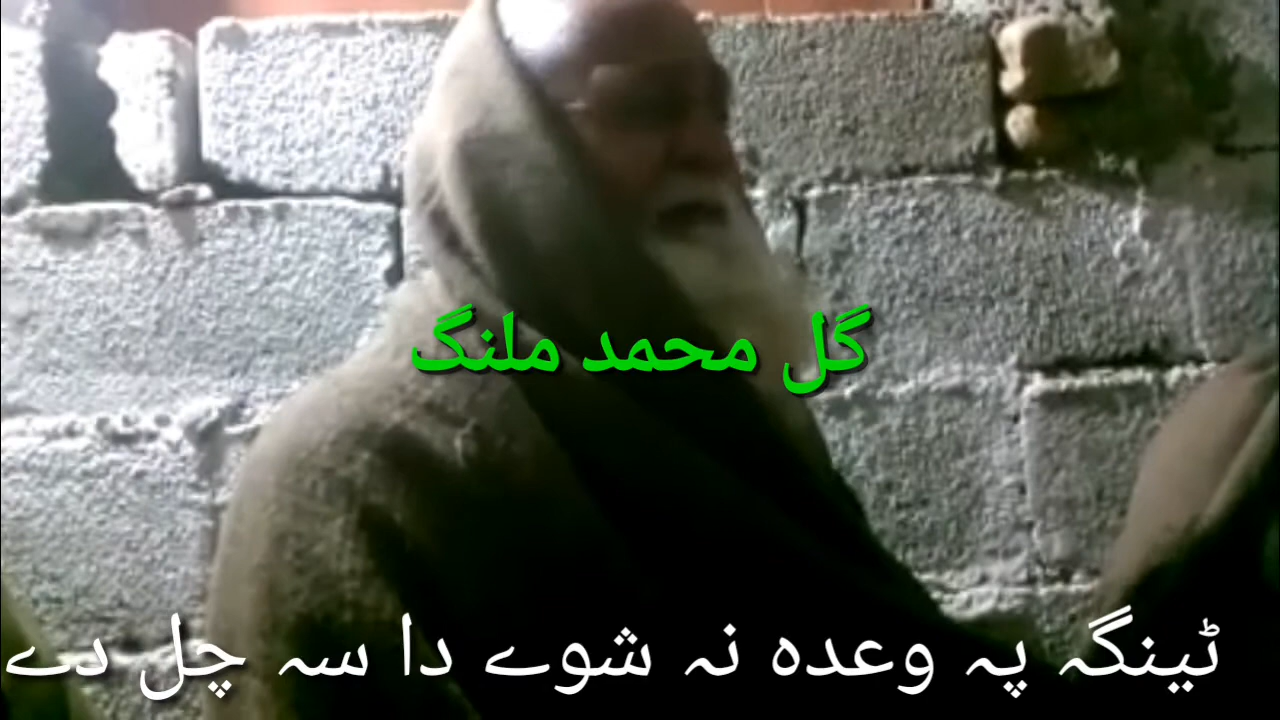 گل محمد ملنگ
ٹینگہ پہ وعدہ نہ شوے دا سہ چل دے